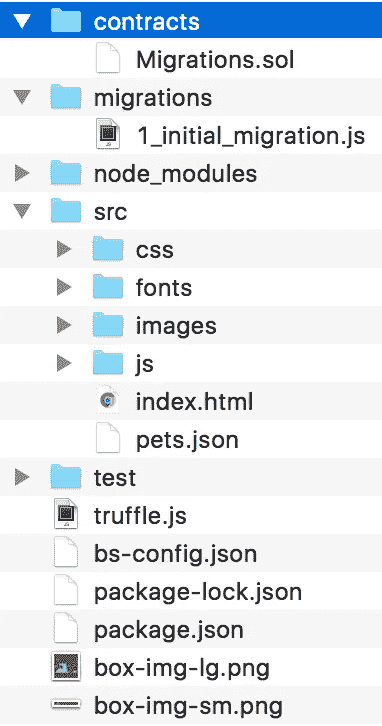 contracts
Migrations.sol
migrations
1_initial_migration.js
node_modules
src
css
fonts
images
js
index.html
pets.json
test
truffle.js
bs-config.json
package-lock.json
package.json
box-img-lg.png
box-img-sm.png